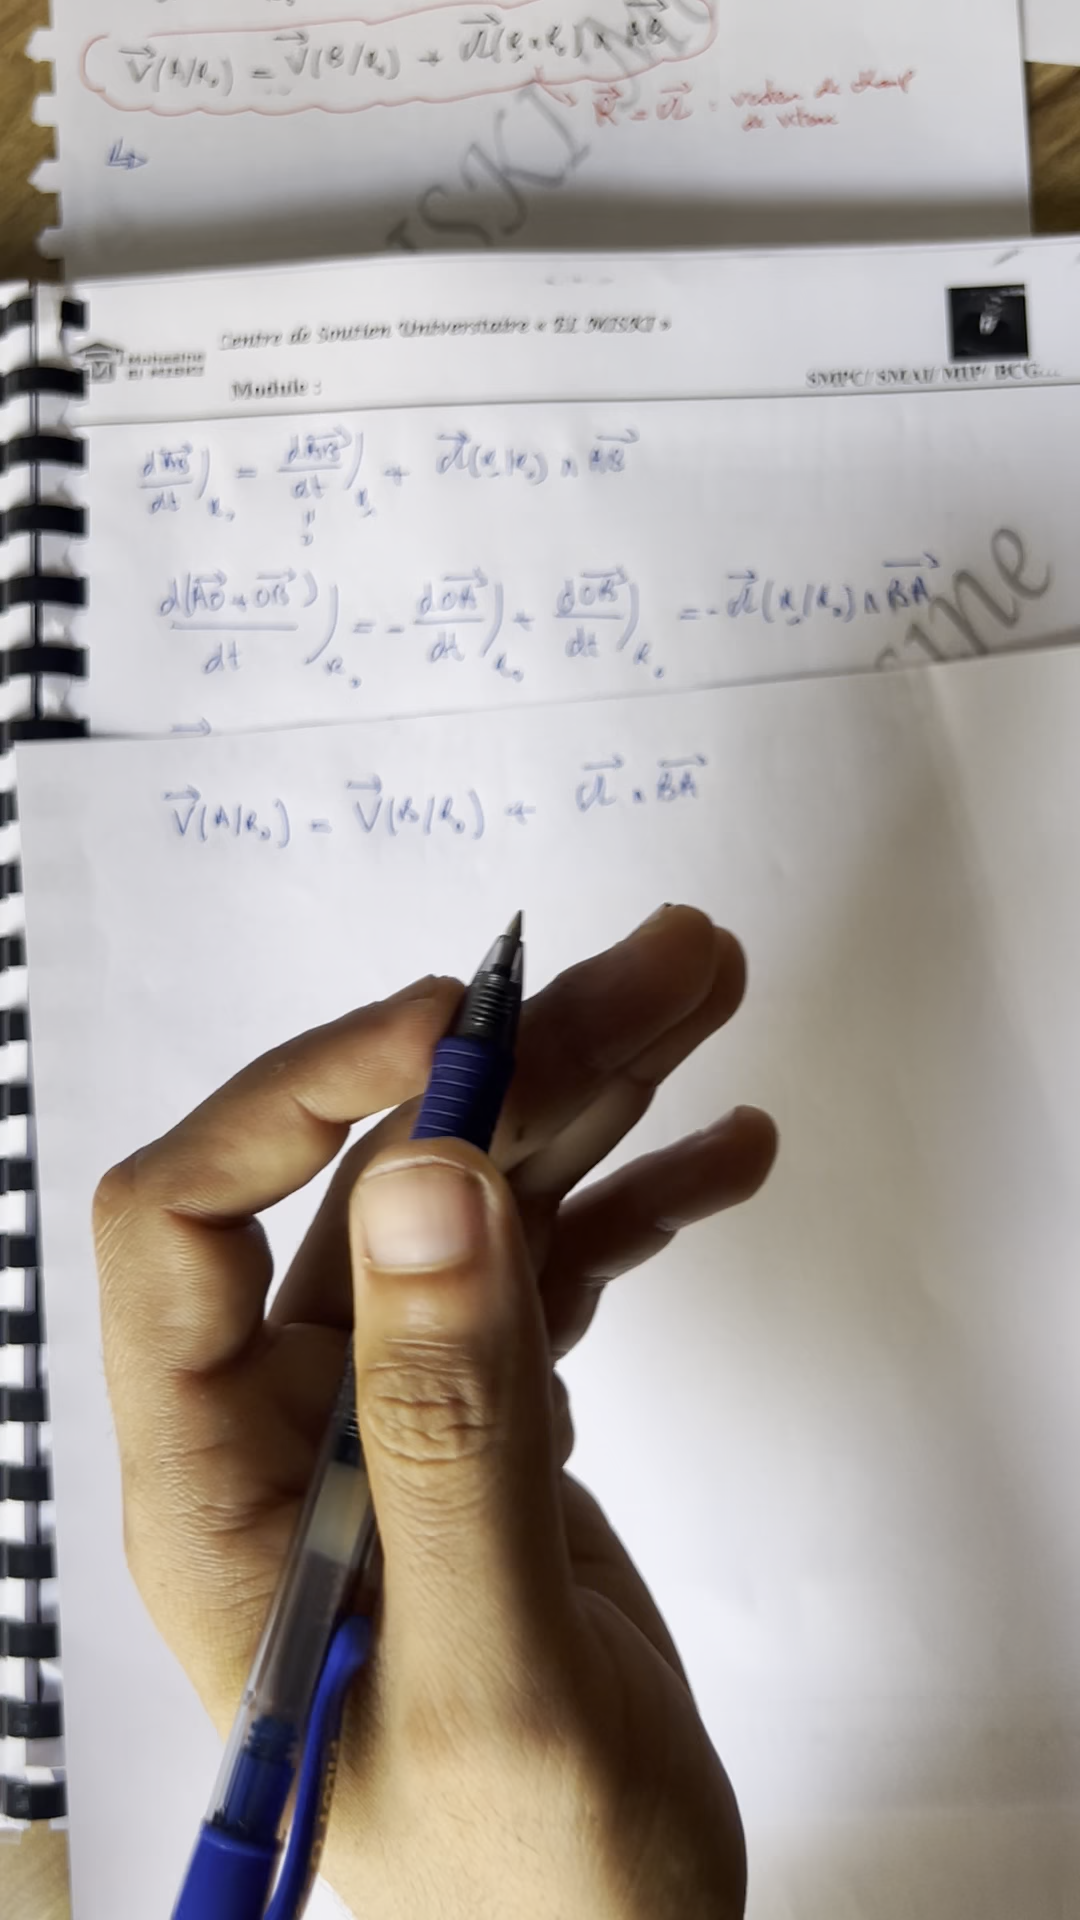 V⃗(A/R₀) = V⃗(B/R₀) + Ω⃗(R₁/R₀) ∧ AB⃗
R⃗ = Ω⃗ : vecteur de champ
de vitesse
↳
Centre de Soutien Universitaire « EL MISKI »
Module :
SMPC/ SMAI/ MIP/ BCG...
dAB⃗/dt)R₀ = dAB⃗/dt)R₁ + Ω⃗(R₁/R₀) ∧ AB⃗
d(AO⃗ + OB⃗)/dt)R₀ = - dOA⃗/dt)R₀ + dOB⃗/dt)R₀ = - Ω⃗(R₁/R₀) ∧ BA⃗
V⃗(A/R₀) = V⃗(B/R₀) + Ω⃗ ∧ BA⃗